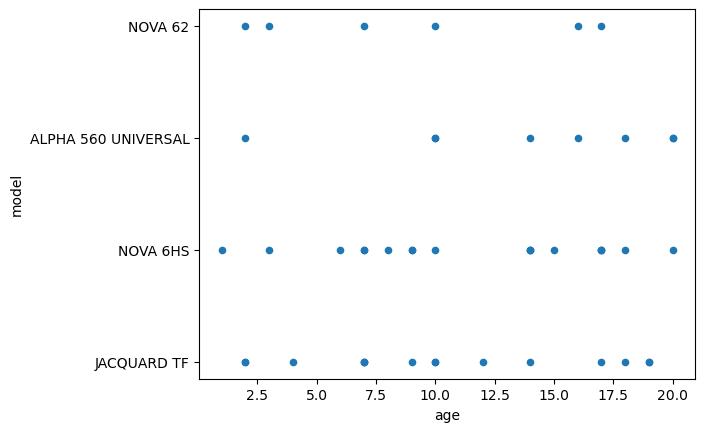 NOVA 62
ALPHA 560 UNIVERSAL
NOVA 6HS
JACQUARD TF
model
2.5 5.0 7.5 10.0 12.5 15.0 17.5 20.0
age